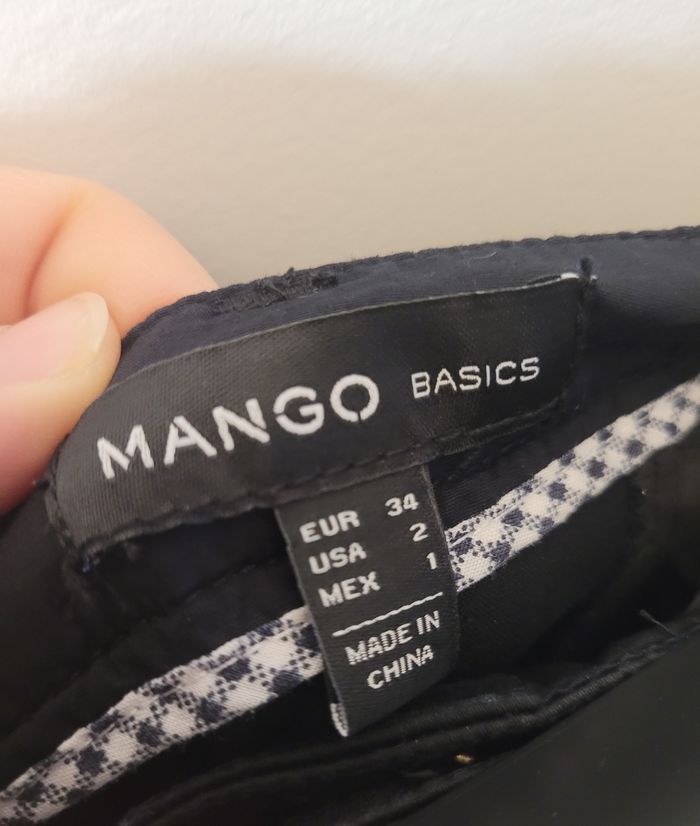 MANGO BASICS
EUR 34
USA 2
MEX 1
MADE IN
CHINA